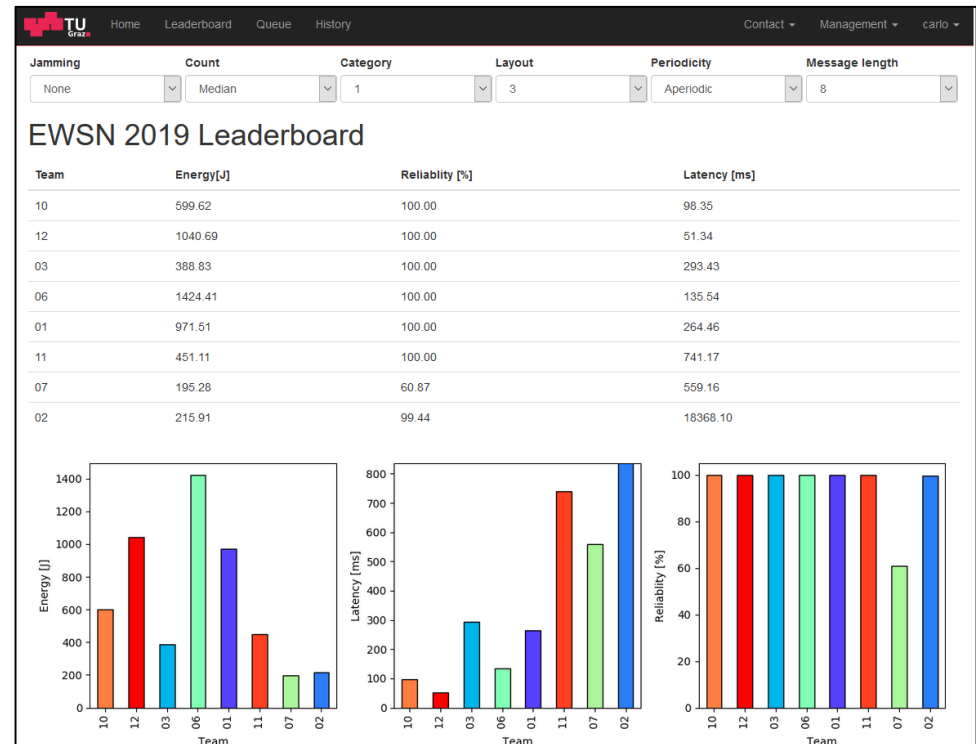 TU Graz Home Leaderboard Queue History Contact Management carlo
Jamming Count Category Layout Periodicity Message length
None Median 1 3 Aperiodic 8
EWSN 2019 Leaderboard
Team Energy[J] Reliablity [%] Latency [ms]
10 599.62 100.00 98.35
12 1040.69 100.00 51.34
03 388.83 100.00 293.43
06 1424.41 100.00 135.54
01 971.51 100.00 264.46
11 451.11 100.00 741.17
07 195.28 60.87 559.16
02 215.91 99.44 18368.10
Energy [J]
1400
1200
1000
800
600
400
200
0
10 12 03 06 01 11 07 02
Team
Latency [ms]
800
700
600
500
400
300
200
100
0
10 12 03 06 01 11 07 02
Team
Reliablity [%]
100
80
60
40
20
0
10 12 03 06 01 11 07 02
Team